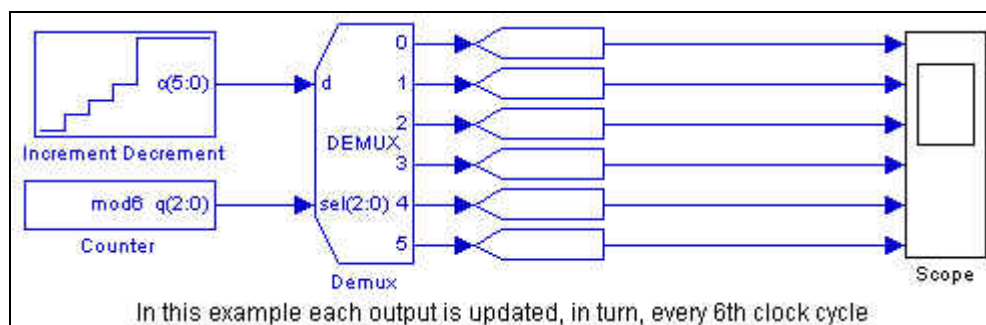 0
c(5:0)
d
1
2
DEMUX
Increment Decrement
3
mod6 q(2:0)
sel(2:0)
4
Counter
5
Demux
Scope
In this example each output is updated, in turn, every 6th clock cycle